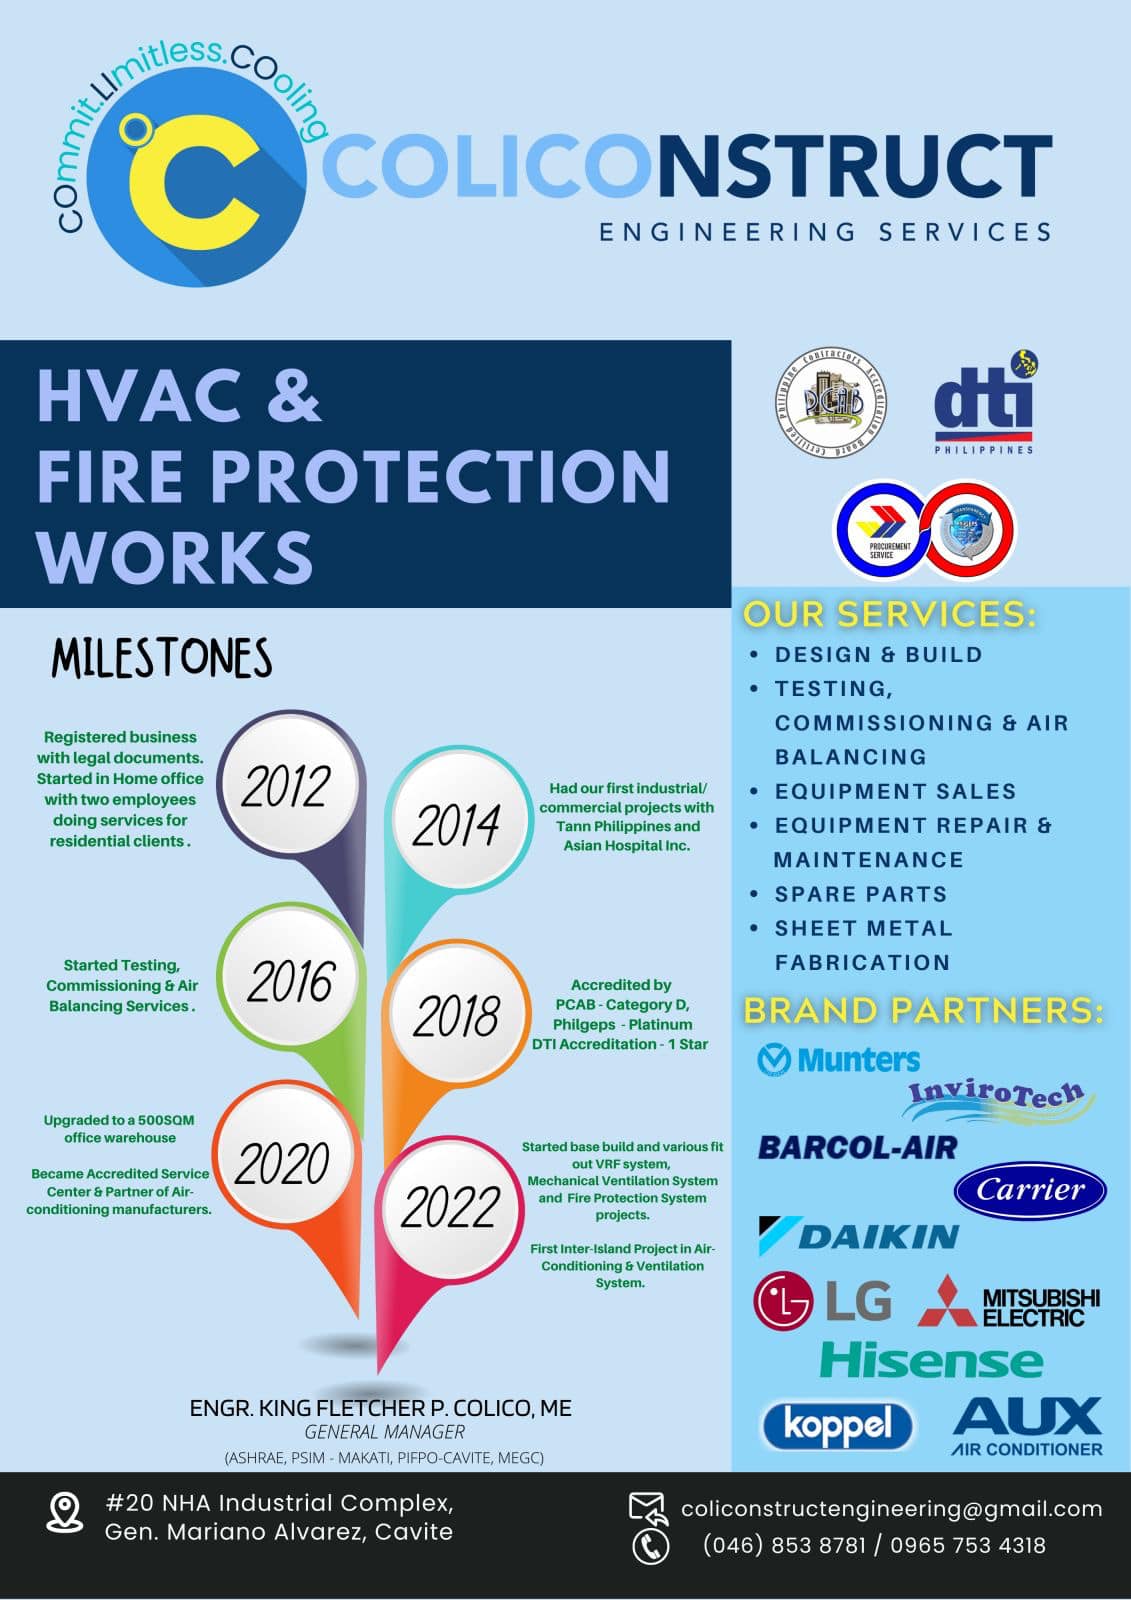 COmmit.LImitless.COoling
COLICONSTRUCT
ENGINEERING SERVICES
HVAC &
FIRE PROTECTION
WORKS
Philippine Contractors Accreditation Board Certified
PCAB
dti
PHILIPPINES
PROCUREMENT
SERVICE
TRANSPARENCY
MILESTONES
2012
Registered business
with legal documents.
Started in Home office
with two employees
doing services for
residential clients .
2014
Had our first industrial/
commercial projects with
Tann Philippines and
Asian Hospital Inc.
2016
Started Testing,
Commissioning & Air
Balancing Services .
2018
Accredited by
PCAB - Category D,
Philgeps - Platinum
DTI Accreditation - 1 Star
2020
Upgraded to a 500SQM
office warehouse
Became Accredited Service
Center & Partner of Air-
conditioning manufacturers.
2022
Started base build and various fit
out VRF system,
Mechanical Ventilation System
and Fire Protection System
projects.
First Inter-Island Project in Air-
Conditioning & Ventilation
System.
ENGR. KING FLETCHER P. COLICO, ME
GENERAL MANAGER
(ASHRAE, PSIM - MAKATI, PIFPO-CAVITE, MEGC)
OUR SERVICES:
• DESIGN & BUILD
• TESTING,
COMMISSIONING & AIR
BALANCING
• EQUIPMENT SALES
• EQUIPMENT REPAIR &
MAINTENANCE
• SPARE PARTS
• SHEET METAL
FABRICATION
BRAND PARTNERS:
Munters
InviroTech
BARCOL-AIR
Carrier
DAIKIN
LG
MITSUBISHI
ELECTRIC
Hisense
koppel
AUX
AIR CONDITIONER
#20 NHA Industrial Complex,
Gen. Mariano Alvarez, Cavite
coliconstructengineering@gmail.com
(046) 853 8781 / 0965 753 4318